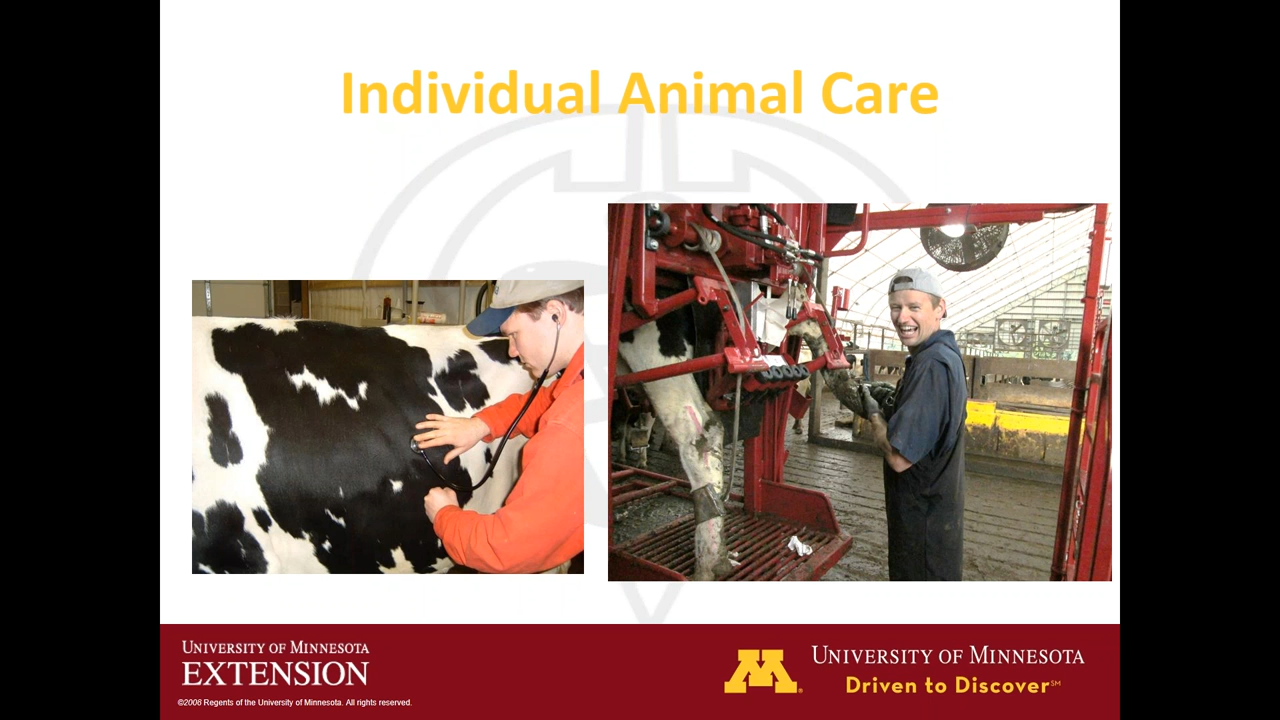 Individual Animal Care
UNIVERSITY OF MINNESOTA
EXTENSION
©2006 Regents of the University of Minnesota. All rights reserved.
M
UNIVERSITY OF MINNESOTA
Driven to Discover℠